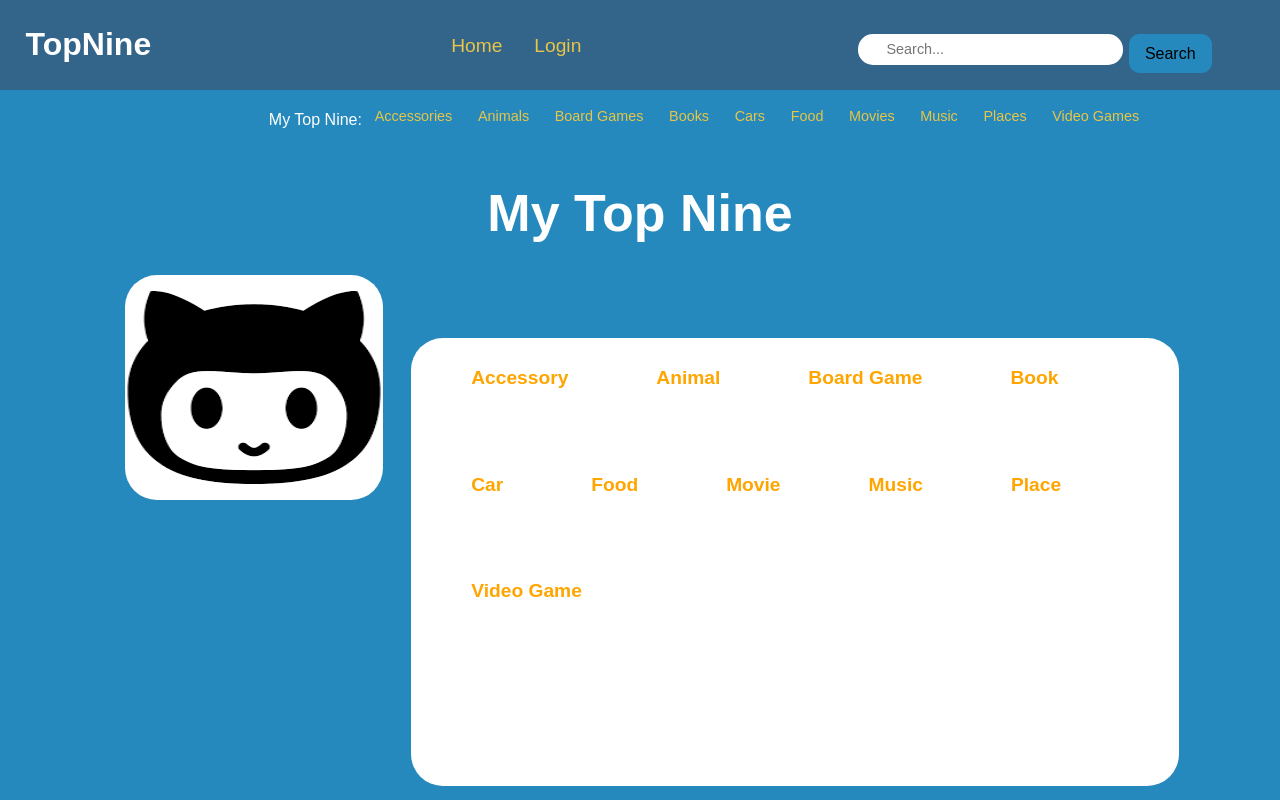 TopNine Home Login Search... Search
My Top Nine: Accessories Animals Board Games Books Cars Food Movies Music Places Video Games
My Top Nine
Accessory Animal Board Game Book
Car Food Movie Music Place
Video Game